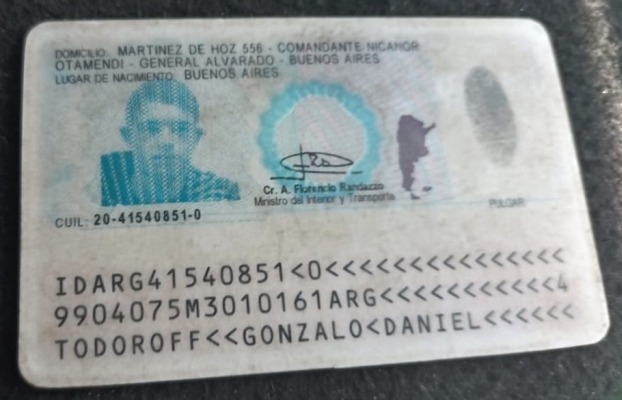 DOMICILIO: MARTINEZ DE HOZ 556 - COMANDANTE NICANOR
OTAMENDI - GENERAL ALVARADO - BUENOS AIRES
LUGAR DE NACIMIENTO: BUENOS AIRES
Cr. A. Florencio Randazzo
Ministro del Interior y Transporte
PULGAR
CUIL: 20-41540851-0
IDARG41540851<0<<<<<<<<<<<<<<<
9904075M3010161ARG<<<<<<<<<<<4
TODOROFF<<GONZALO<DANIEL<<<<<<